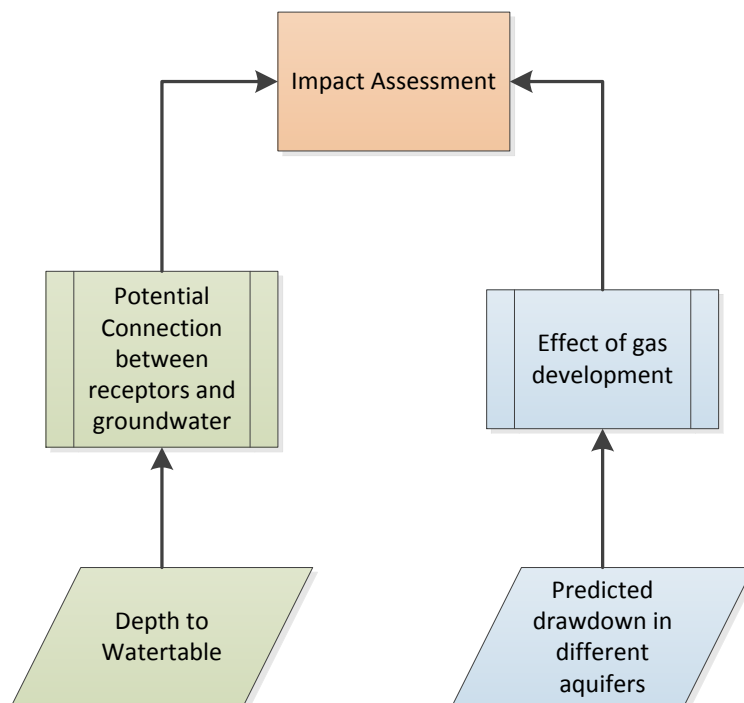 Impact Assessment
Potential
Connection
between
receptors and
groundwater
Effect of gas
development
Depth to
Watertable
Predicted
drawdown in
different
aquifers